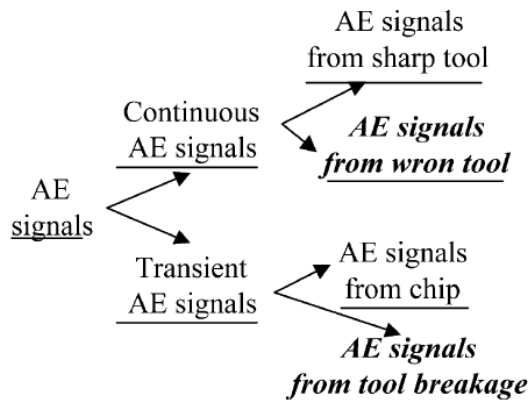 AE signals
from sharp tool
Continuous
AE signals
AE signals
from wron tool
AE
signals
Transient
AE signals
AE signals
from chip
AE signals
from tool breakage